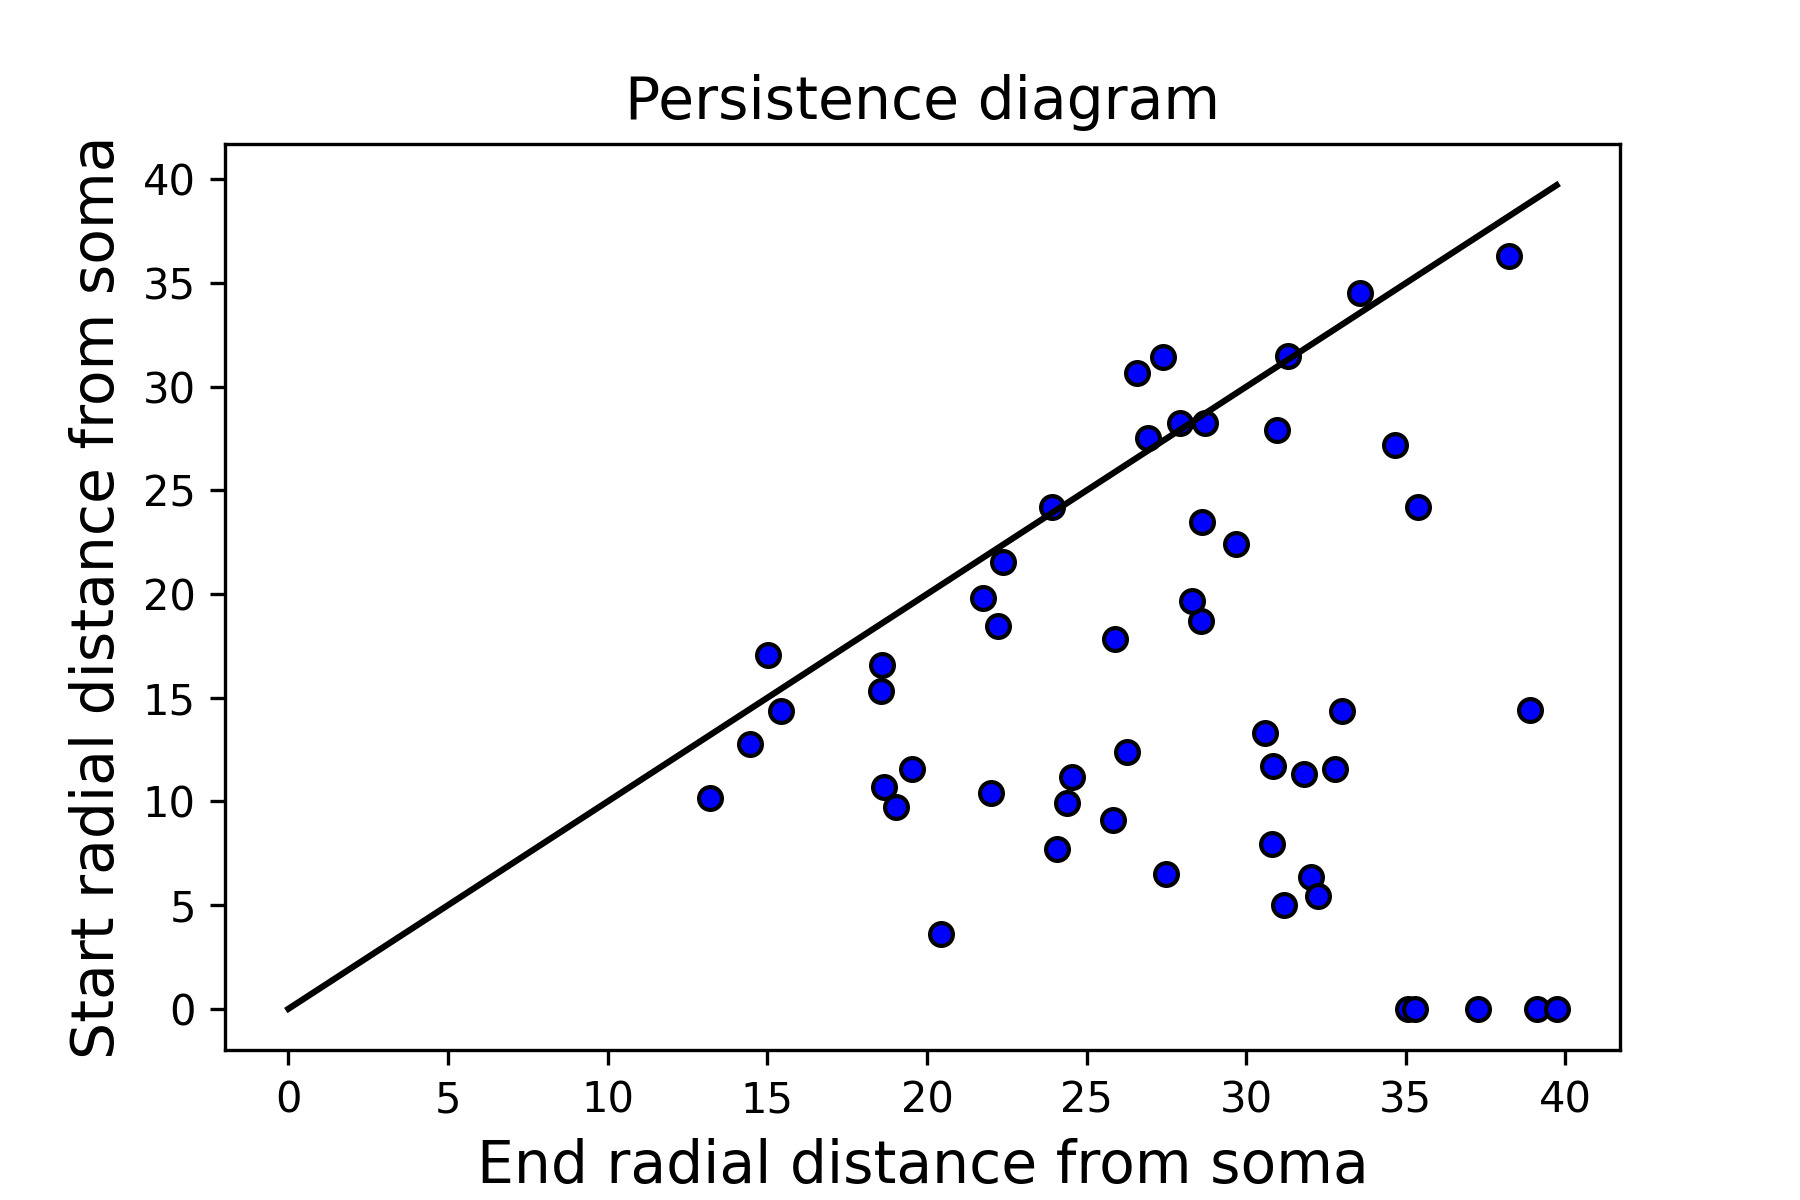 Persistence diagram
Start radial distance from soma
40
35
30
25
20
15
10
5
0
0 5 10 15 20 25 30 35 40
End radial distance from soma